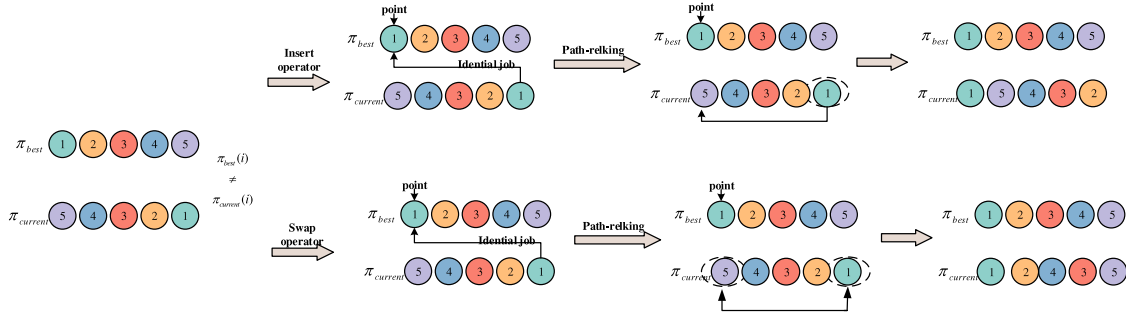 π_best 1 2 3 4 5
π_current 5 4 3 2 1
π_best(i)
≠
π_current(i)
Insert
operator
point
π_best 1 2 3 4 5
Idential job
π_current 5 4 3 2 1
Path-relking
point
π_best 1 2 3 4 5
π_current 5 4 3 2 1
π_best 1 2 3 4 5
π_current 1 5 4 3 2
Swap
operator
point
π_best 1 2 3 4 5
Idential job
π_current 5 4 3 2 1
Path-relking
point
π_best 1 2 3 4 5
π_current 5 4 3 2 1
π_best 1 2 3 4 5
π_current 1 2 4 3 5